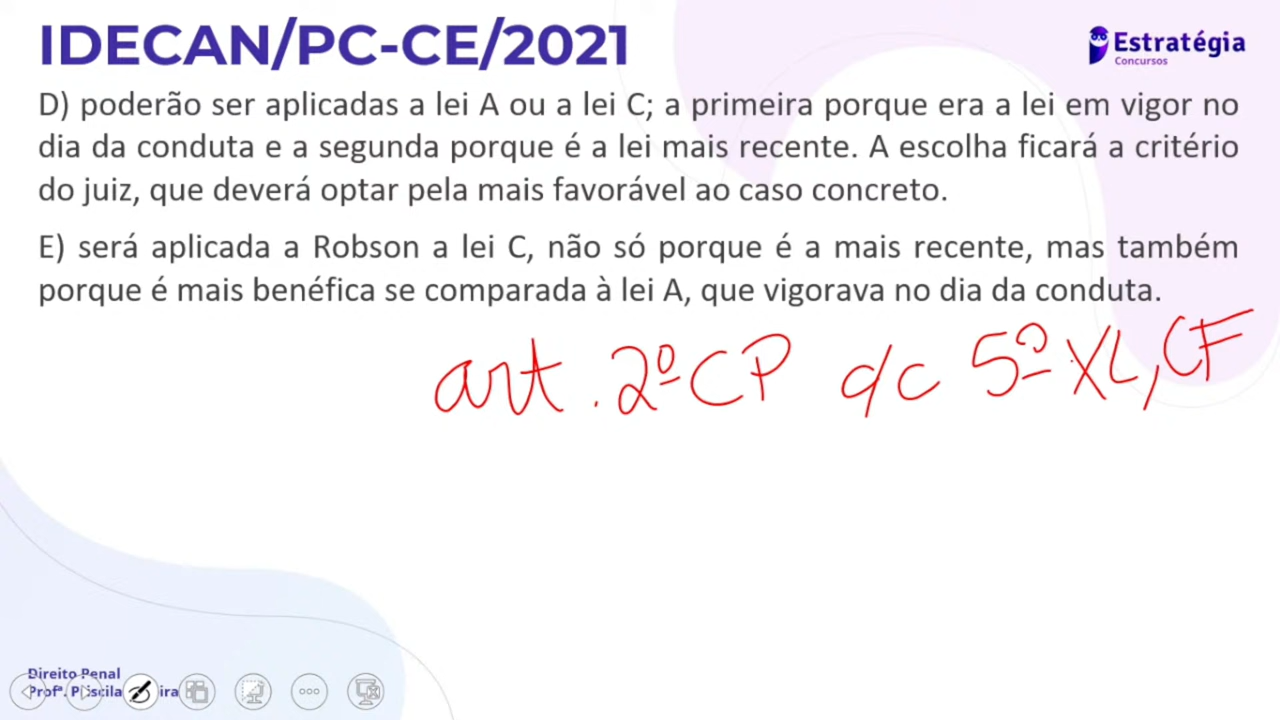 IDECAN/PC-CE/2021
Estratégia
Concursos
D) poderão ser aplicadas a lei A ou a lei C; a primeira porque era a lei em vigor no
dia da conduta e a segunda porque é a lei mais recente. A escolha ficará a critério
do juiz, que deverá optar pela mais favorável ao caso concreto.
E) será aplicada a Robson a lei C, não só porque é a mais recente, mas também
porque é mais benéfica se comparada à lei A, que vigorava no dia da conduta.
art. 2º CP c/c 5º XL, CF
Direito Penal
Profª. Priscila